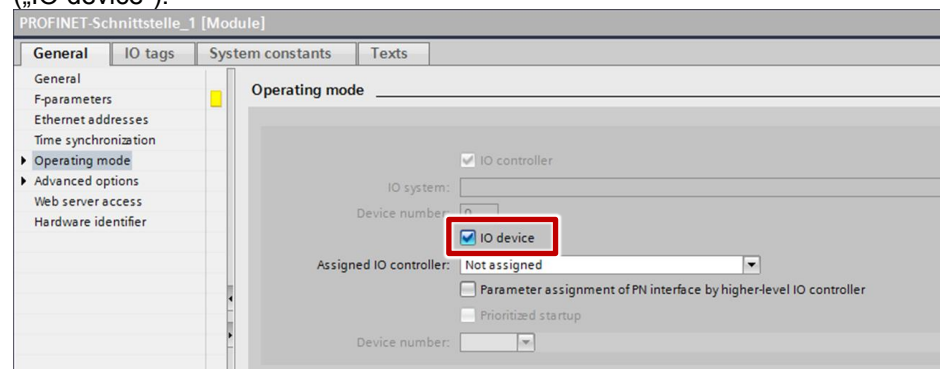 („IO device“).
PROFINET-Schnittstelle_1 [Module]
General IO tags System constants Texts
General
F-parameters
Ethernet addresses
Time synchronization
Operating mode
Advanced options
Web server access
Hardware identifier
Operating mode
IO controller
IO system:
Device number: 0
IO device
Assigned IO controller: Not assigned
Parameter assignment of PN interface by higher-level IO controller
Prioritized startup
Device number: